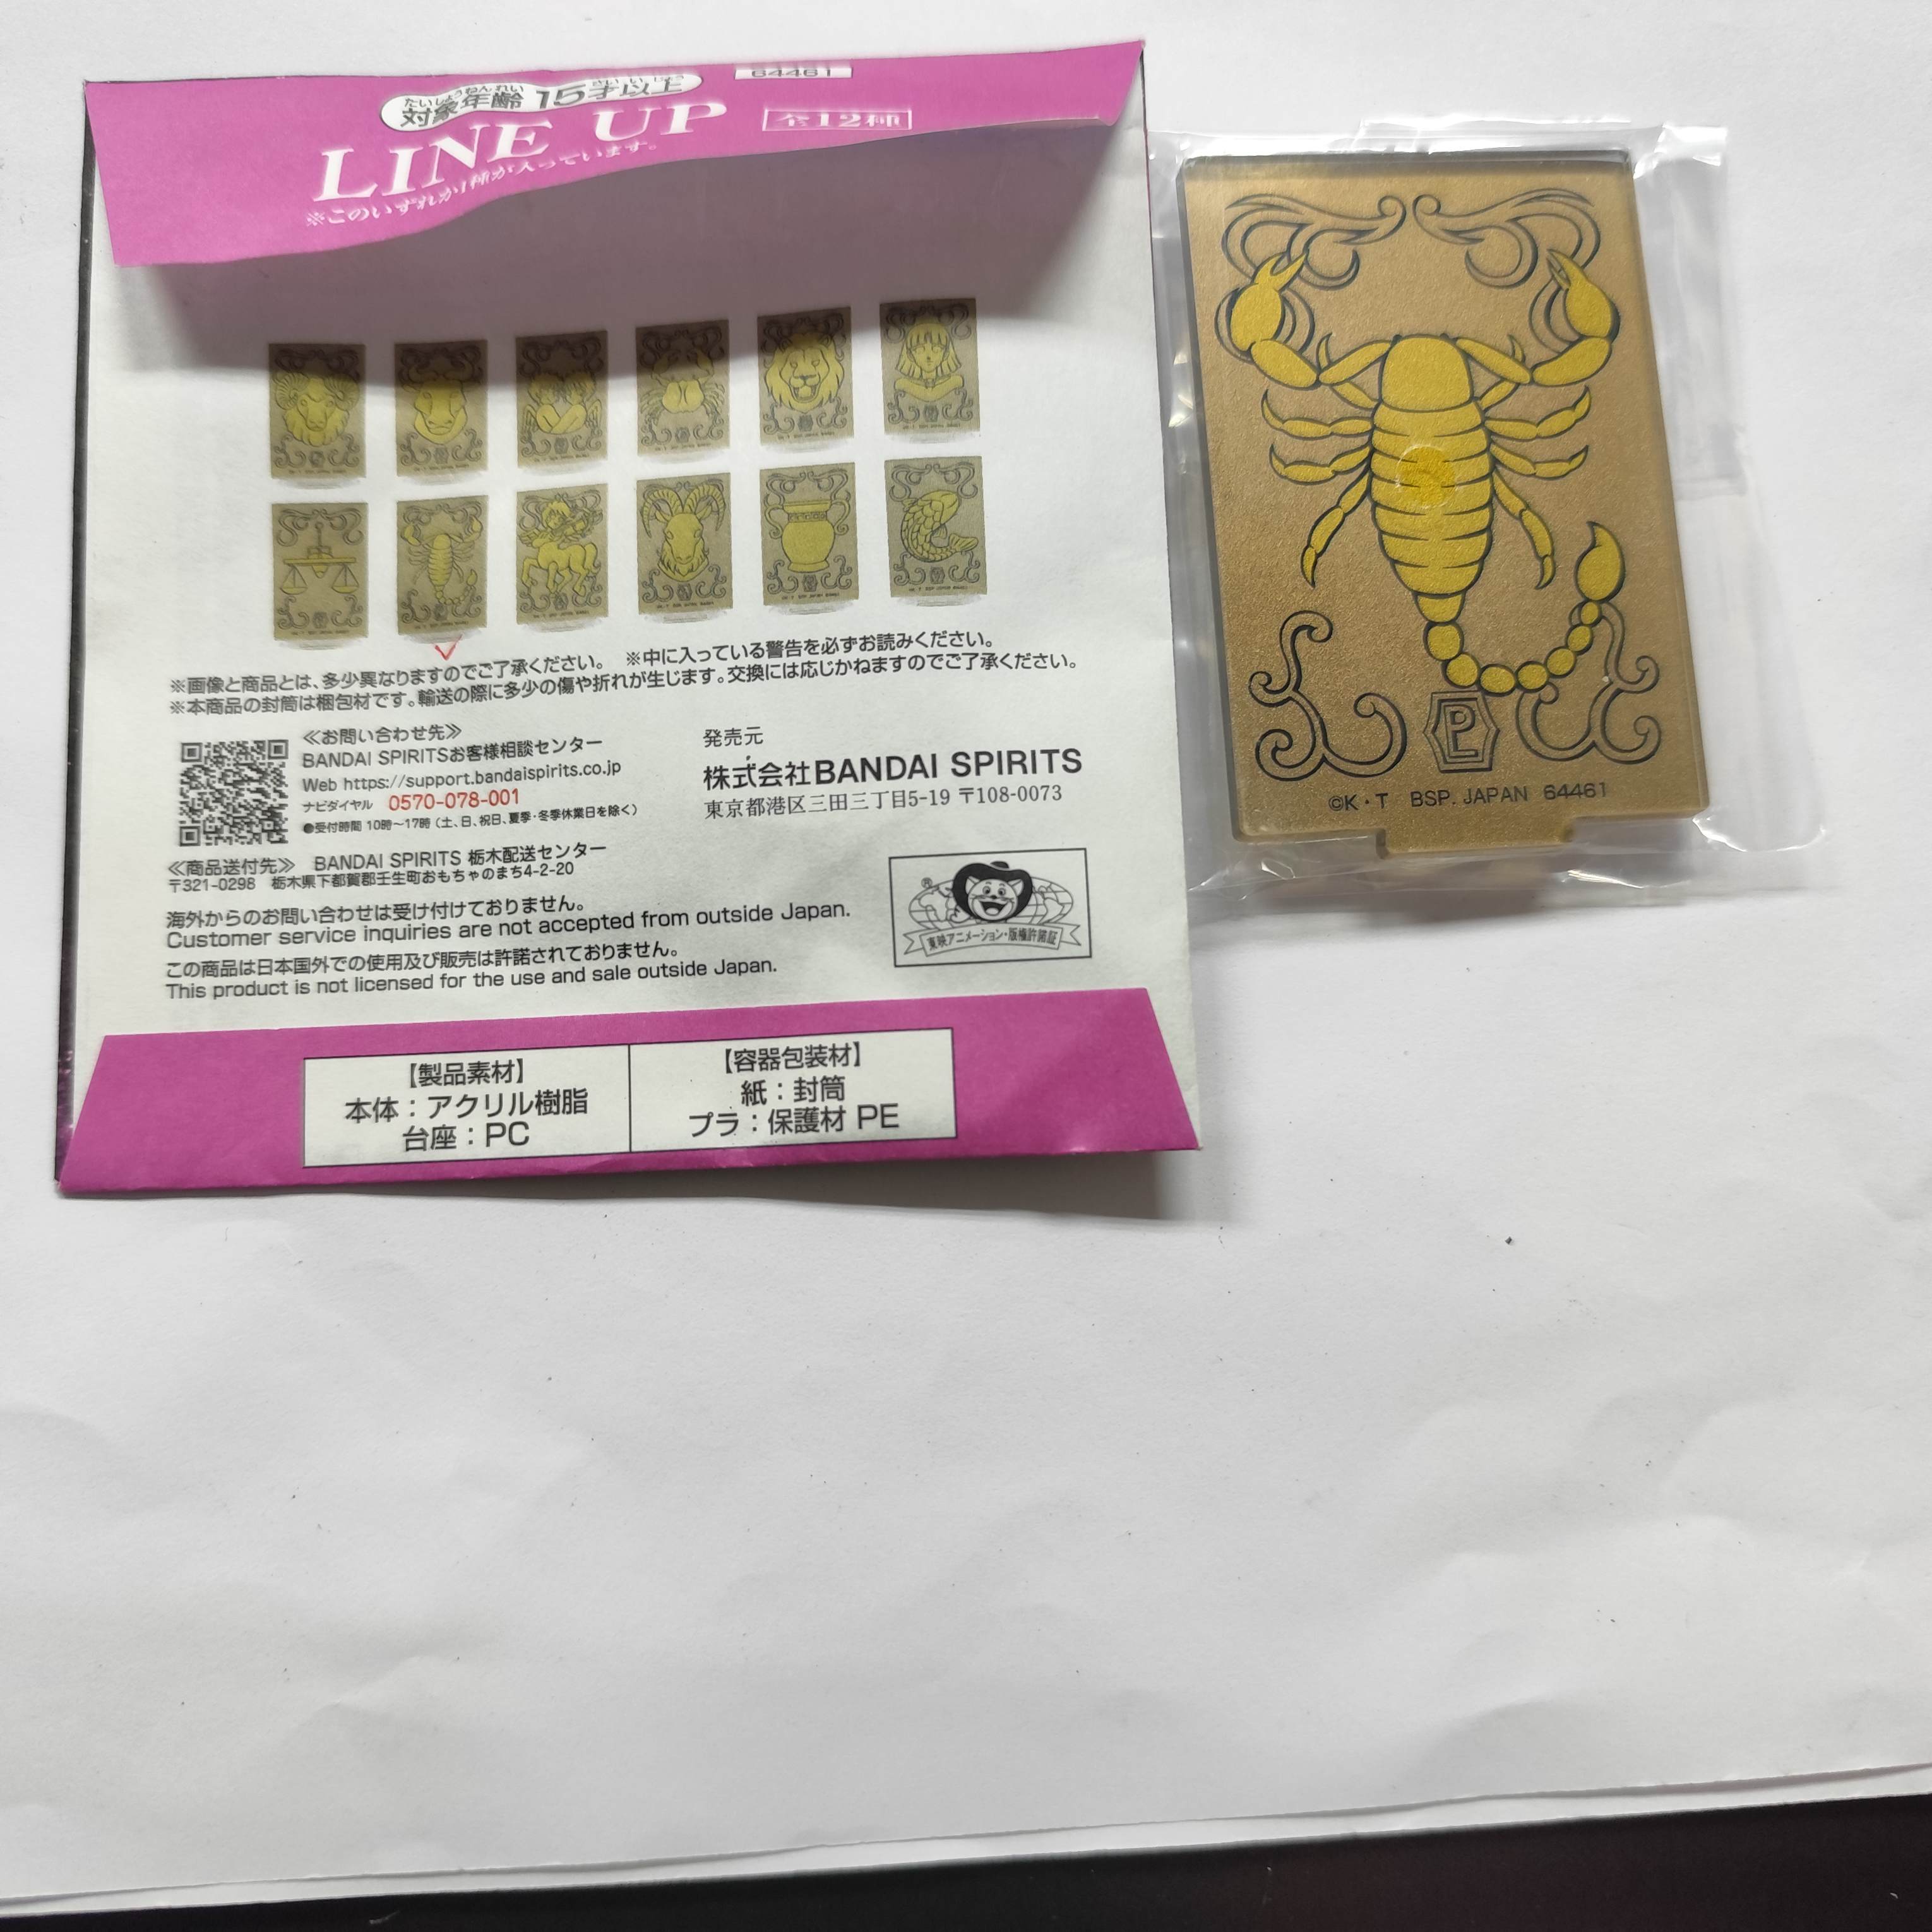 64461
たいしょうねんれい さいいじょう
対象年齢 15才以上
LINE UP 全12種
※このいずれか1種が入っています。
※画像と商品とは、多少異なりますのでご了承ください。 ※中に入っている警告を必ずお読みください。
※本商品の封筒は梱包材です。輸送の際に多少の傷や折れが生じます。交換には応じかねますのでご了承ください。
≪お問い合わせ先≫
BANDAI SPIRITSお客様相談センター
Web https://support.bandaispirits.co.jp
ナビダイヤル 0570-078-001
●受付時間 10時〜17時(土、日、祝日、夏季・冬季休業日を除く)
発売元
株式会社BANDAI SPIRITS
東京都港区三田三丁目5-19 〒108-0073
≪商品送付先≫ BANDAI SPIRITS 栃木配送センター
〒321-0298 栃木県下都賀郡壬生町おもちゃのまち4-2-20
海外からのお問い合わせは受け付けておりません。
Customer service inquiries are not accepted from outside Japan.
この商品は日本国外での使用及び販売は許諾されておりません。
This product is not licensed for the use and sale outside Japan.
®
東映アニメーション・版権許諾証
【製品素材】
本体：アクリル樹脂
台座：PC
【容器包装材】
紙：封筒
プラ：保護材 PE
PL
©K・T BSP. JAPAN 64461